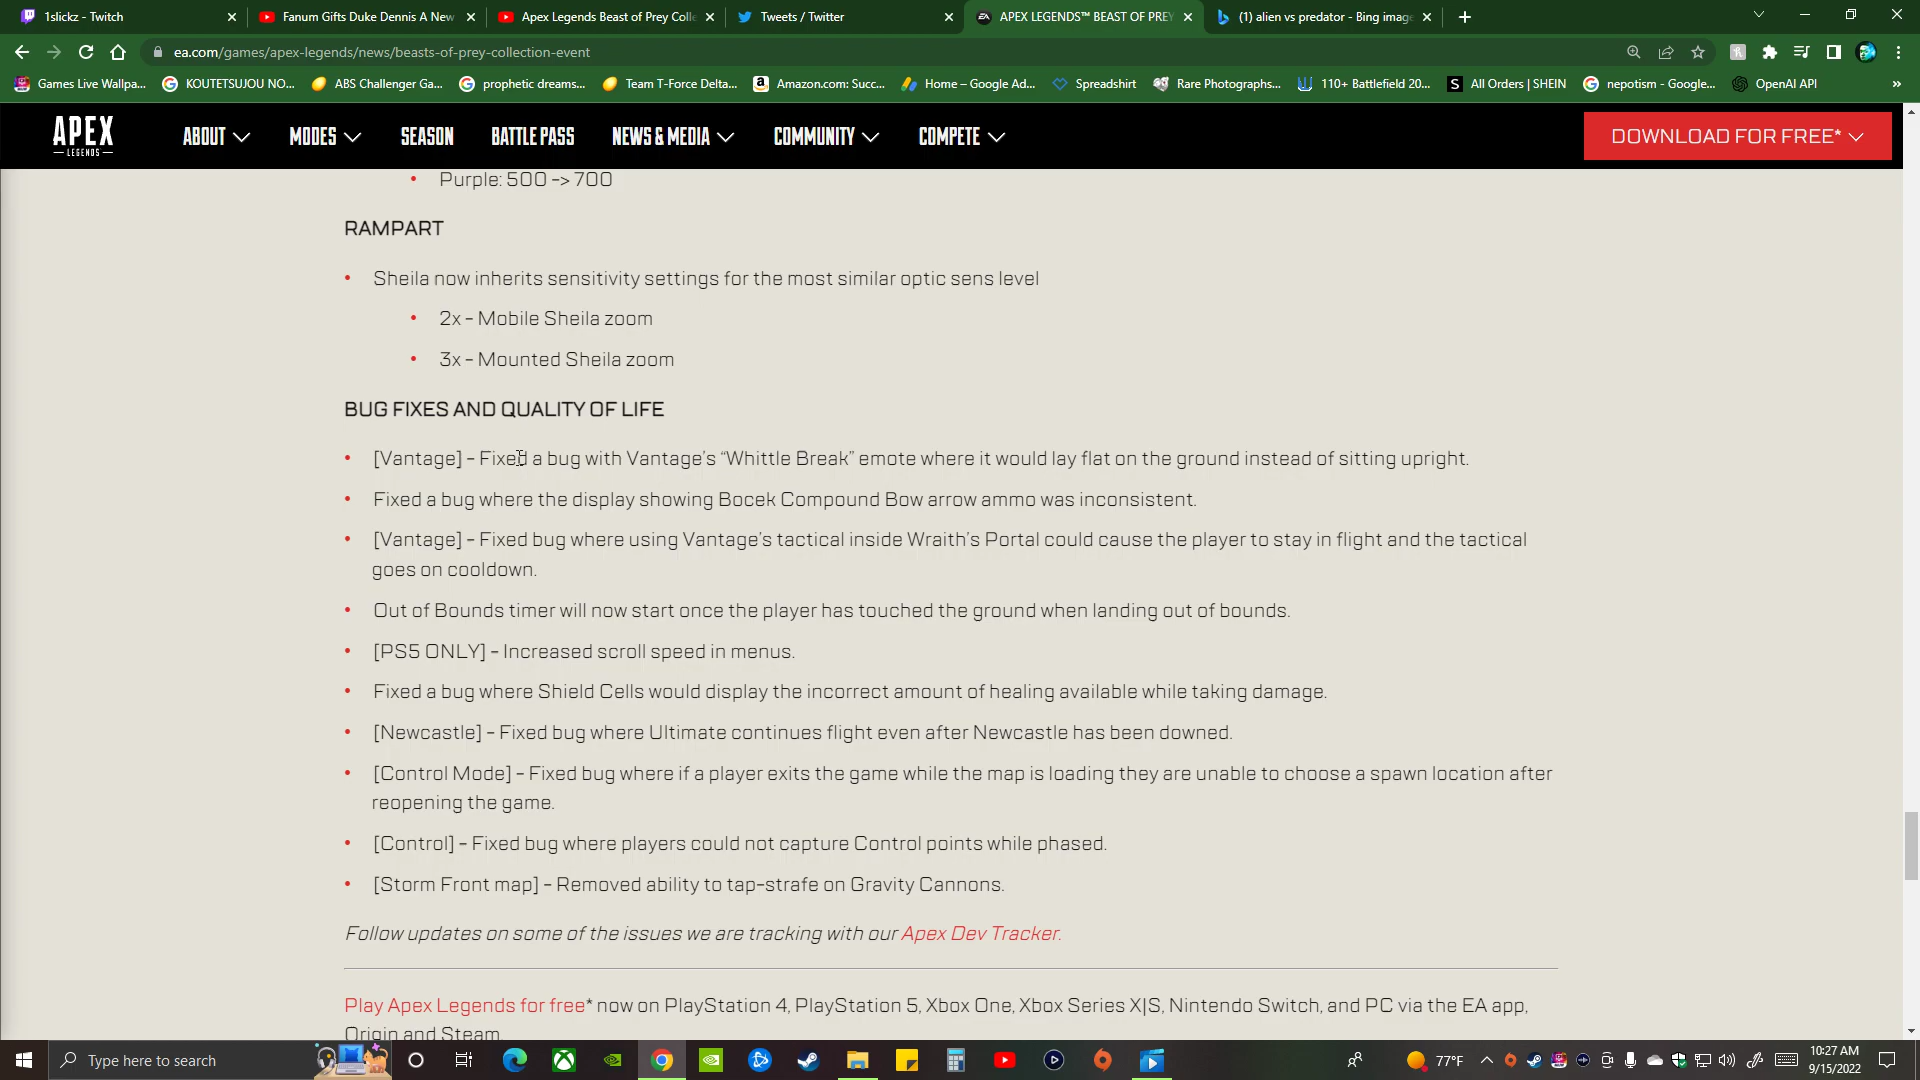 1slickz - Twitch
Fanum Gifts Duke Dennis A New
Apex Legends Beast of Prey Colle
Tweets / Twitter
APEX LEGENDS™ BEAST OF PREY
(1) alien vs predator - Bing image
ea.com/games/apex-legends/news/beasts-of-prey-collection-event
Games Live Wallpa...
KOUTETSUJOU NO...
ABS Challenger Ga...
prophetic dreams...
Team T-Force Delta...
Amazon.com: Succ...
Home – Google Ad...
Spreadshirt
Rare Photographs...
110+ Battlefield 20...
All Orders | SHEIN
nepotism - Google...
OpenAI API
»
APEX
LEGENDS
ABOUT
MODES
SEASON
BATTLE PASS
NEWS & MEDIA
COMMUNITY
COMPETE
DOWNLOAD FOR FREE*
• Purple: 500 -> 700
RAMPART
• Sheila now inherits sensitivity settings for the most similar optic sens level
• 2x – Mobile Sheila zoom
• 3x – Mounted Sheila zoom
BUG FIXES AND QUALITY OF LIFE
• [Vantage] – Fixed a bug with Vantage’s “Whittle Break” emote where it would lay flat on the ground instead of sitting upright.
• Fixed a bug where the display showing Bocek Compound Bow arrow ammo was inconsistent.
• [Vantage] – Fixed bug where using Vantage’s tactical inside Wraith’s Portal could cause the player to stay in flight and the tactical
goes on cooldown.
• Out of Bounds timer will now start once the player has touched the ground when landing out of bounds.
• [PS5 ONLY] – Increased scroll speed in menus.
• Fixed a bug where Shield Cells would display the incorrect amount of healing available while taking damage.
• [Newcastle] – Fixed bug where Ultimate continues flight even after Newcastle has been downed.
• [Control Mode] – Fixed bug where if a player exits the game while the map is loading they are unable to choose a spawn location after
reopening the game.
• [Control] – Fixed bug where players could not capture Control points while phased.
• [Storm Front map] – Removed ability to tap-strafe on Gravity Cannons.
Follow updates on some of the issues we are tracking with our Apex Dev Tracker.
Play Apex Legends for free* now on PlayStation 4, PlayStation 5, Xbox One, Xbox Series X|S, Nintendo Switch, and PC via the EA app,
Origin and Steam.
Type here to search
77°F
10:27 AM
9/15/2022